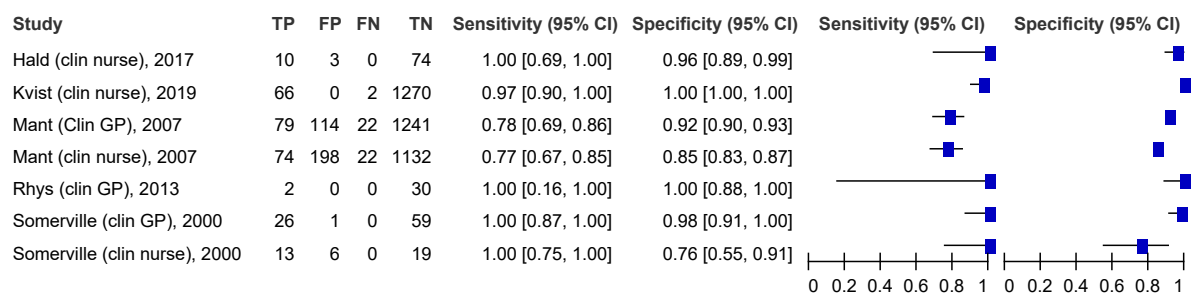 Study TP FP FN TN Sensitivity (95% CI) Specificity (95% CI) Sensitivity (95% CI) Specificity (95% CI)
Hald (clin nurse), 2017 10 3 0 74 1.00 [0.69, 1.00] 0.96 [0.89, 0.99]
Kvist (clin nurse), 2019 66 0 2 1270 0.97 [0.90, 1.00] 1.00 [1.00, 1.00]
Mant (Clin GP), 2007 79 114 22 1241 0.78 [0.69, 0.86] 0.92 [0.90, 0.93]
Mant (clin nurse), 2007 74 198 22 1132 0.77 [0.67, 0.85] 0.85 [0.83, 0.87]
Rhys (clin GP), 2013 2 0 0 30 1.00 [0.16, 1.00] 1.00 [0.88, 1.00]
Somerville (clin GP), 2000 26 1 0 59 1.00 [0.87, 1.00] 0.98 [0.91, 1.00]
Somerville (clin nurse), 2000 13 6 0 19 1.00 [0.75, 1.00] 0.76 [0.55, 0.91]
0 0.2 0.4 0.6 0.8 1 0 0.2 0.4 0.6 0.8 1